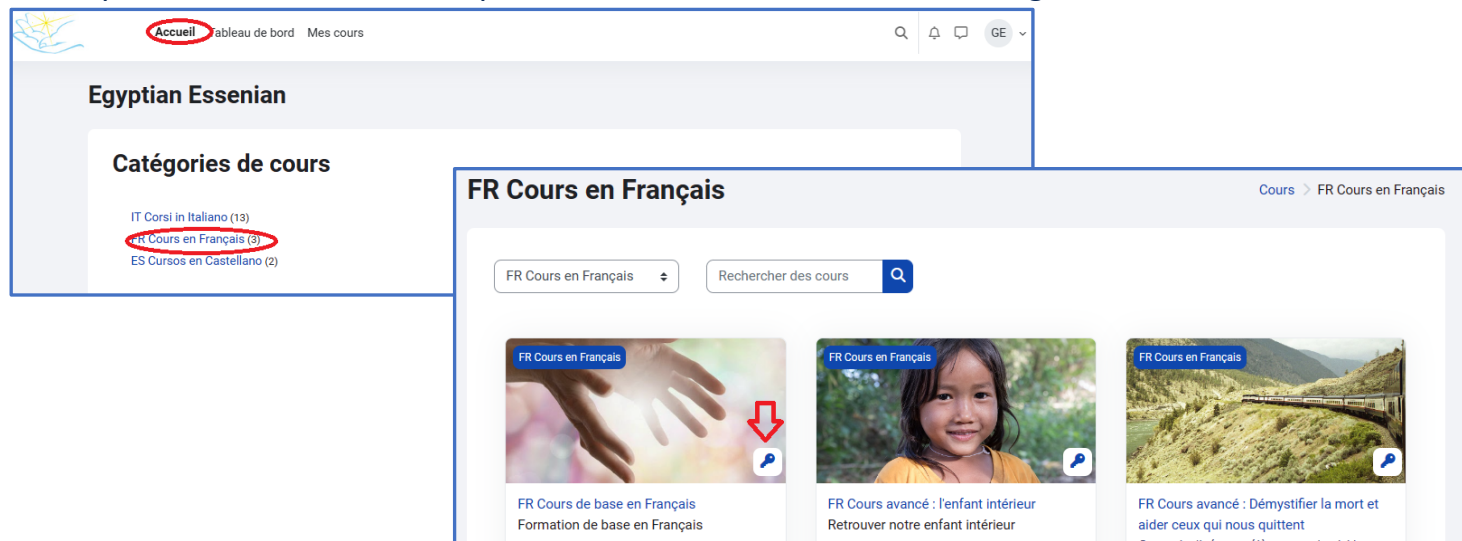 Accueil Tableau de bord Mes cours
GE
Egyptian Essenian
Catégories de cours
IT Corsi in Italiano (13)
FR Cours en Français (3)
ES Cursos en Castellano (2)
FR Cours en Français
Cours > FR Cours en Français
FR Cours en Français
Rechercher des cours
FR Cours en Français
FR Cours de base en Français
Formation de base en Français
FR Cours en Français
FR Cours avancé : l'enfant intérieur
Retrouver notre enfant intérieur
FR Cours en Français
FR Cours avancé : Démystifier la mort et
aider ceux qui nous quittent